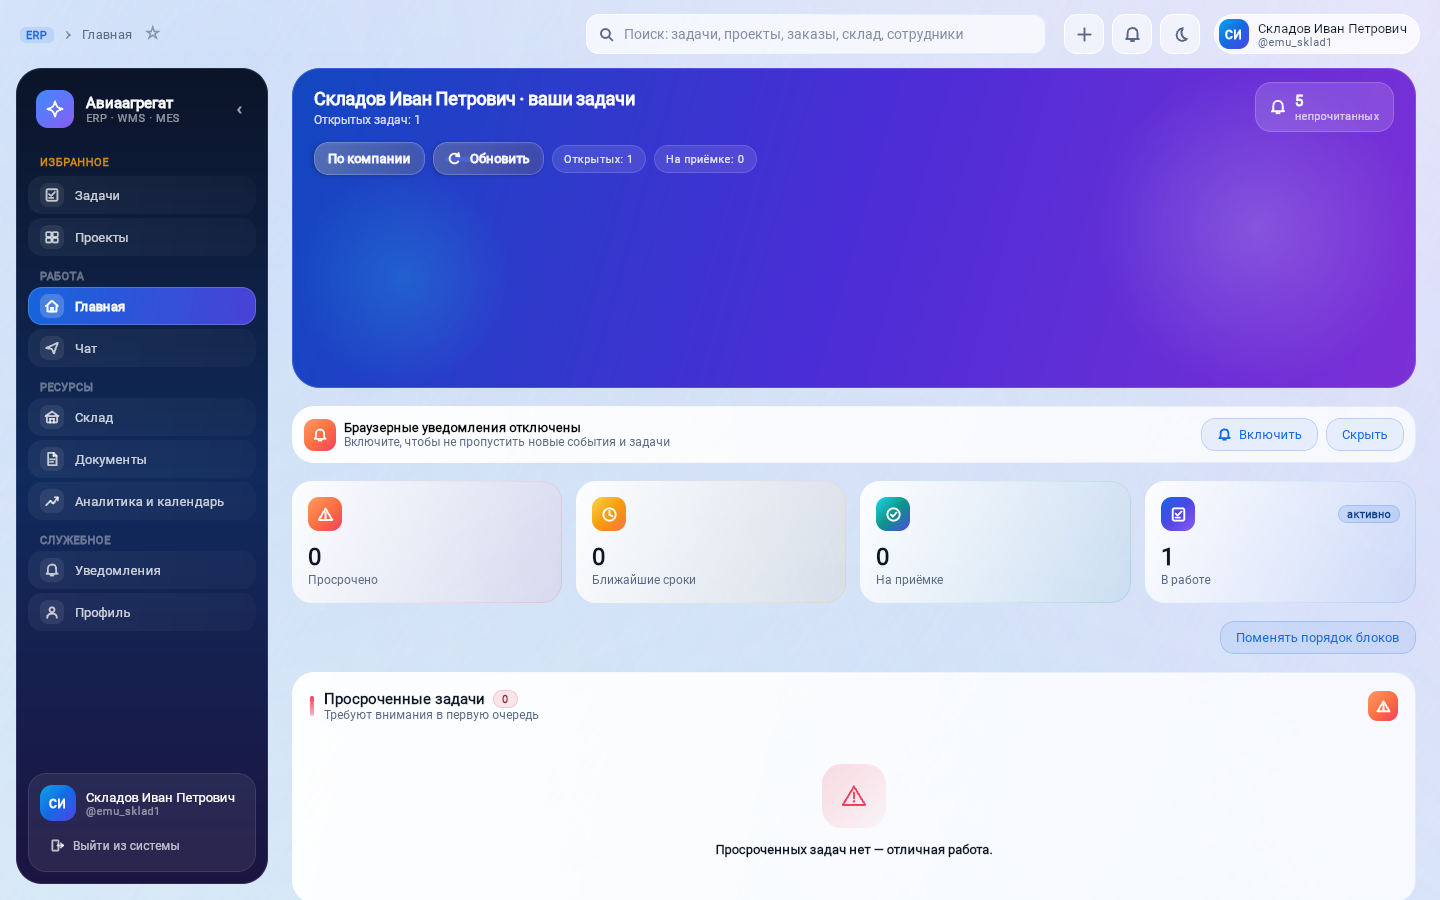 ERP
Главная
Поиск: задачи, проекты, заказы, склад, сотрудники
СИ
Складов Иван Петрович
@emu_sklad1
Авиаагрегат
ERP · WMS · MES
ИЗБРАННОЕ
Задачи
Проекты
РАБОТА
Главная
Чат
РЕСУРСЫ
Склад
Документы
Аналитика и календарь
СЛУЖЕБНОЕ
Уведомления
Профиль
СИ
Складов Иван Петрович
@emu_sklad1
Выйти из системы
Складов Иван Петрович · ваши задачи
Открытых задач: 1
5
непрочитанных
По компании
Обновить
Открытых: 1
На приёмке: 0
Браузерные уведомления отключены
Включите, чтобы не пропустить новые события и задачи
Включить
Скрыть
0
Просрочено
0
Ближайшие сроки
0
На приёмке
активно
1
В работе
Поменять порядок блоков
Просроченные задачи 0
Требуют внимания в первую очередь
Просроченных задач нет — отличная работа.